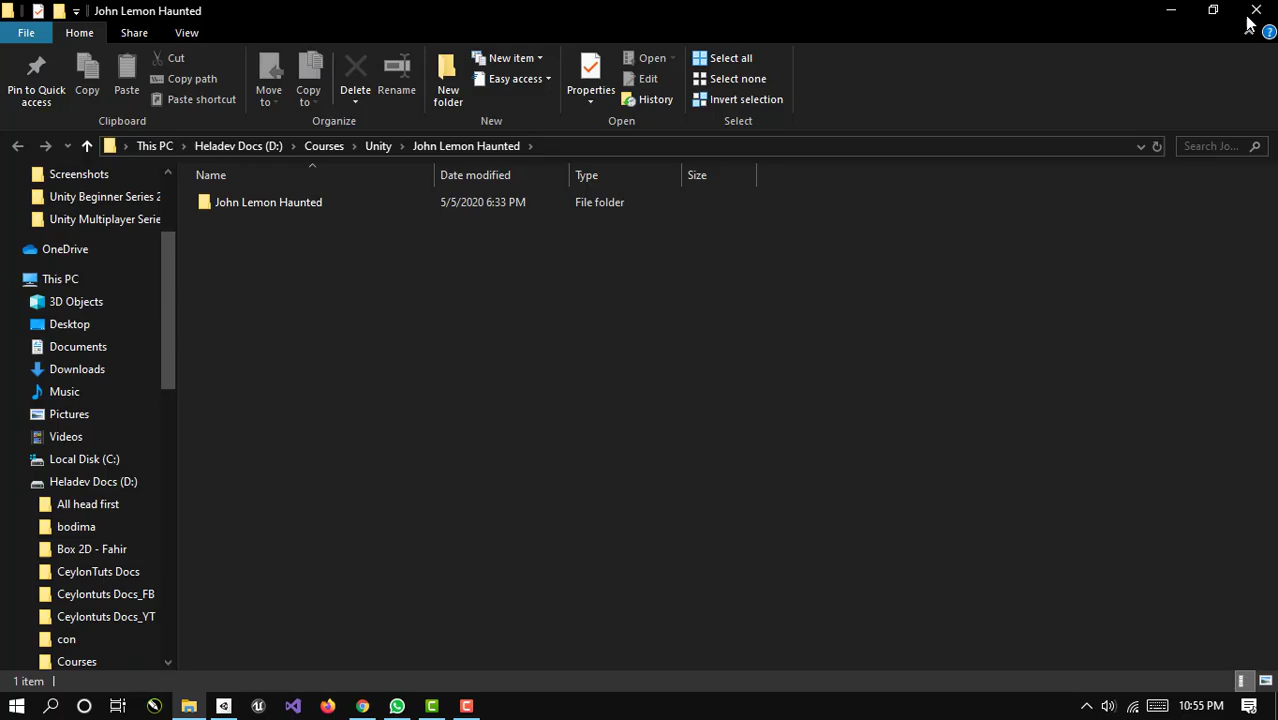 John Lemon Haunted
File Home Share View
Pin to Quick access
Copy
Paste
Cut
Copy path
Paste shortcut
Clipboard
Move to
Copy to
Delete
Rename
Organize
New folder
New item
Easy access
New
Properties
Open
Edit
History
Open
Select all
Select none
Invert selection
Select
This PC > Heladev Docs (D:) > Courses > Unity > John Lemon Haunted >
Search Jo...
Screenshots
Unity Beginner Series 2
Unity Multiplayer Serie
OneDrive
This PC
3D Objects
Desktop
Documents
Downloads
Music
Pictures
Videos
Local Disk (C:)
Heladev Docs (D:)
All head first
bodima
Box 2D - Fahir
CeylonTuts Docs
Ceylontuts Docs_FB
Ceylontuts Docs_YT
con
Courses
Name Date modified Type Size
John Lemon Haunted 5/5/2020 6:33 PM File folder
1 item
10:55 PM